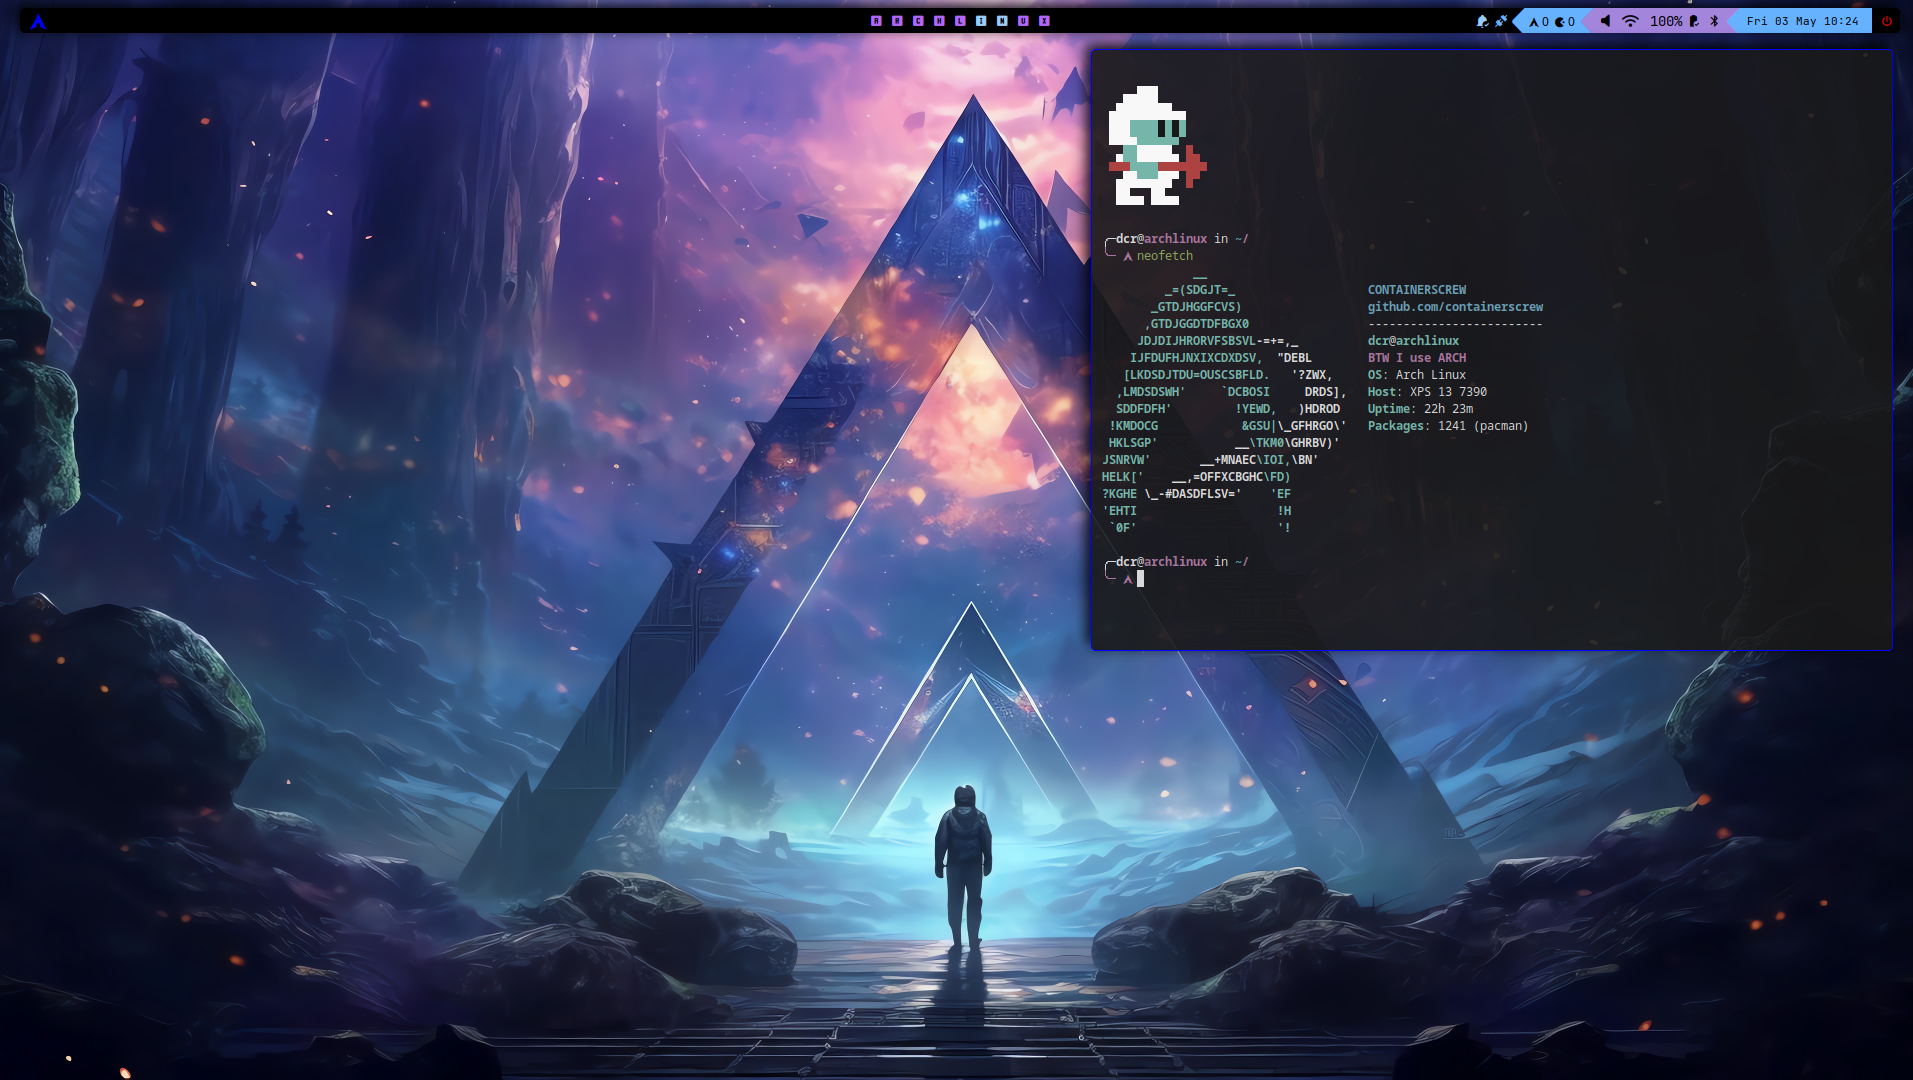 A R C H L I N U X
0 0 100% Fri 03 May 10:24
dcr@archlinux in ~/
neofetch
__
_=(SDGJT=_
_GTDJHGGFCVS)
,GTDJGGDTDFBGX0
JDJDIJHRORVFSBSVL-=+=,_
IJFDUFHJNXIXCDXDSV, "DEBL
[LKDSDJTDU=OUSCSBFLD. '?ZWX,
,LMDSDSWH' `DCBOSI DRDS],
SDDFDFH' !YEWD, )HDROD
!KMDOCG &GSU|\_GFHRGO\'
HKLSGP' __\TKM0\GHRBV)'
JSNRVW' __+MNAEC\IOI,\BN'
HELK[' __,=OFFXCBGHC\FD)
?KGHE \_-#DASDFLSV=' 'EF
'EHTI !H
`0F' '!
CONTAINERSCREW
github.com/containerscrew
-------------------------
dcr@archlinux
BTW I use ARCH
OS: Arch Linux
Host: XPS 13 7390
Uptime: 22h 23m
Packages: 1241 (pacman)
dcr@archlinux in ~/